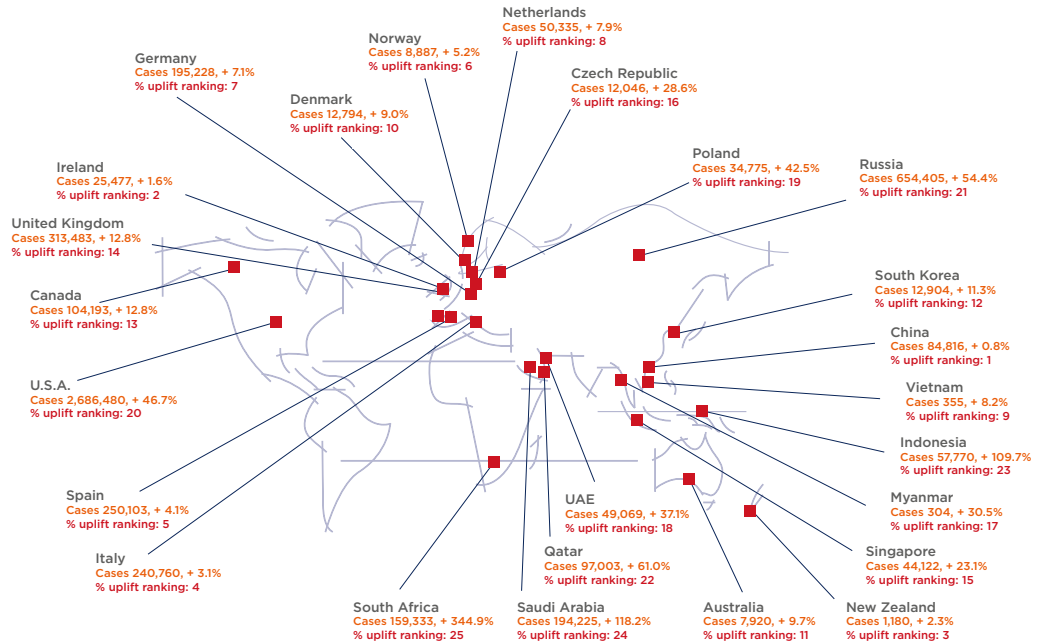 Netherlands
Cases 50,335, + 7.9%
% uplift ranking: 8
Norway
Cases 8,887, + 5.2%
% uplift ranking: 6
Germany
Cases 195,228, + 7.1%
% uplift ranking: 7
Czech Republic
Cases 12,046, + 28.6%
% uplift ranking: 16
Denmark
Cases 12,794, + 9.0%
% uplift ranking: 10
Poland
Cases 34,775, + 42.5%
% uplift ranking: 19
Russia
Cases 654,405, + 54.4%
% uplift ranking: 21
Ireland
Cases 25,477, + 1.6%
% uplift ranking: 2
United Kingdom
Cases 313,483, + 12.8%
% uplift ranking: 14
Canada
Cases 104,193, + 12.8%
% uplift ranking: 13
South Korea
Cases 12,904, + 11.3%
% uplift ranking: 12
China
Cases 84,816, + 0.8%
% uplift ranking: 1
U.S.A.
Cases 2,686,480, + 46.7%
% uplift ranking: 20
Vietnam
Cases 355, + 8.2%
% uplift ranking: 9
Indonesia
Cases 57,770, + 109.7%
% uplift ranking: 23
Spain
Cases 250,103, + 4.1%
% uplift ranking: 5
UAE
Cases 49,069, + 37.1%
% uplift ranking: 18
Myanmar
Cases 304, + 30.5%
% uplift ranking: 17
Italy
Cases 240,760, + 3.1%
% uplift ranking: 4
Qatar
Cases 97,003, + 61.0%
% uplift ranking: 22
Singapore
Cases 44,122, + 23.1%
% uplift ranking: 15
South Africa
Cases 159,333, + 344.9%
% uplift ranking: 25
Saudi Arabia
Cases 194,225, + 118.2%
% uplift ranking: 24
Australia
Cases 7,920, + 9.7%
% uplift ranking: 11
New Zealand
Cases 1,180, + 2.3%
% uplift ranking: 3